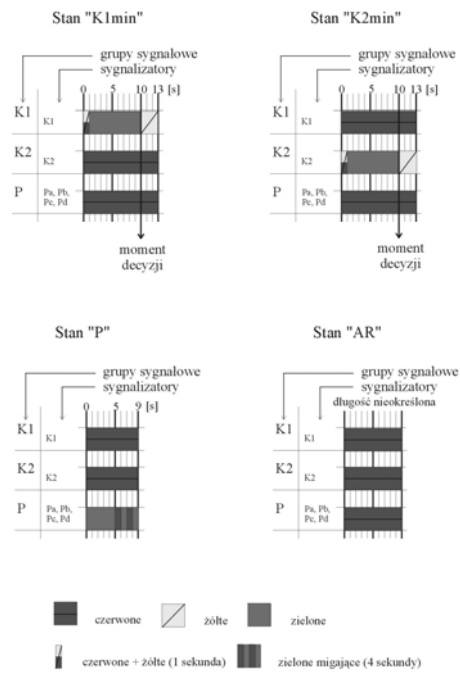 Stan "K1min"
grupy sygnałowe
sygnalizatory
0 5 10 13 [s]
K1 K1
K2 K2
P Pa, Pb,
Pc, Pd
moment
decyzji
Stan "K2min"
grupy sygnałowe
sygnalizatory
0 5 10 13 [s]
K1 K1
K2 K2
P Pa, Pb,
Pc, Pd
moment
decyzji
Stan "P"
grupy sygnałowe
sygnalizatory
0 5 9 [s]
K1 K1
K2 K2
P Pa, Pb,
Pc, Pd
Stan "AR"
grupy sygnałowe
sygnalizatory
długość nieokreślona
K1 K1
K2 K2
P Pa, Pb,
Pc, Pd
czerwone żółte zielone
czerwone + żółte (1 sekunda) zielone migające (4 sekundy)